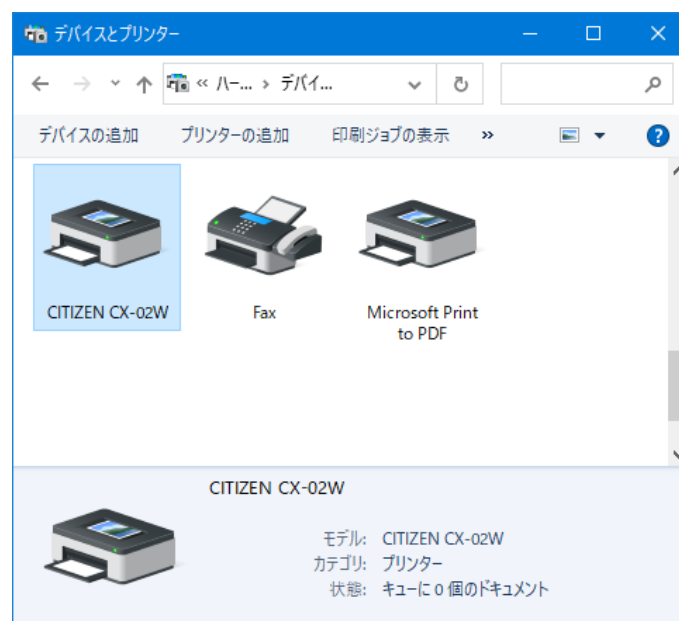 デバイスとプリンター
« ハー... › デバイ...
デバイスの追加 プリンターの追加 印刷ジョブの表示 »
CITIZEN CX-02W
Fax
Microsoft Print
to PDF
CITIZEN CX-02W
モデル: CITIZEN CX-02W
カテゴリ: プリンター
状態: キューに 0 個のドキュメント